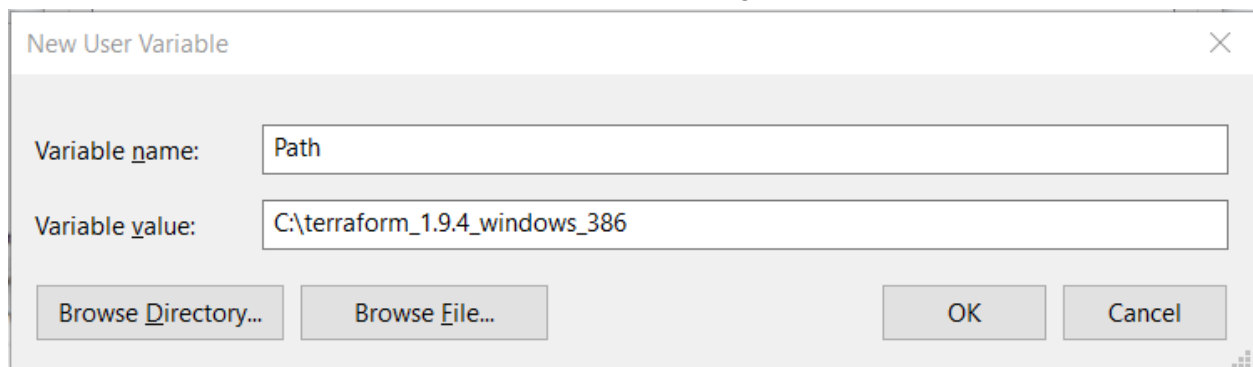 New User Variable
Variable name:
Path
Variable value:
C:\terraform_1.9.4_windows_386
Browse Directory...
Browse File...
OK
Cancel